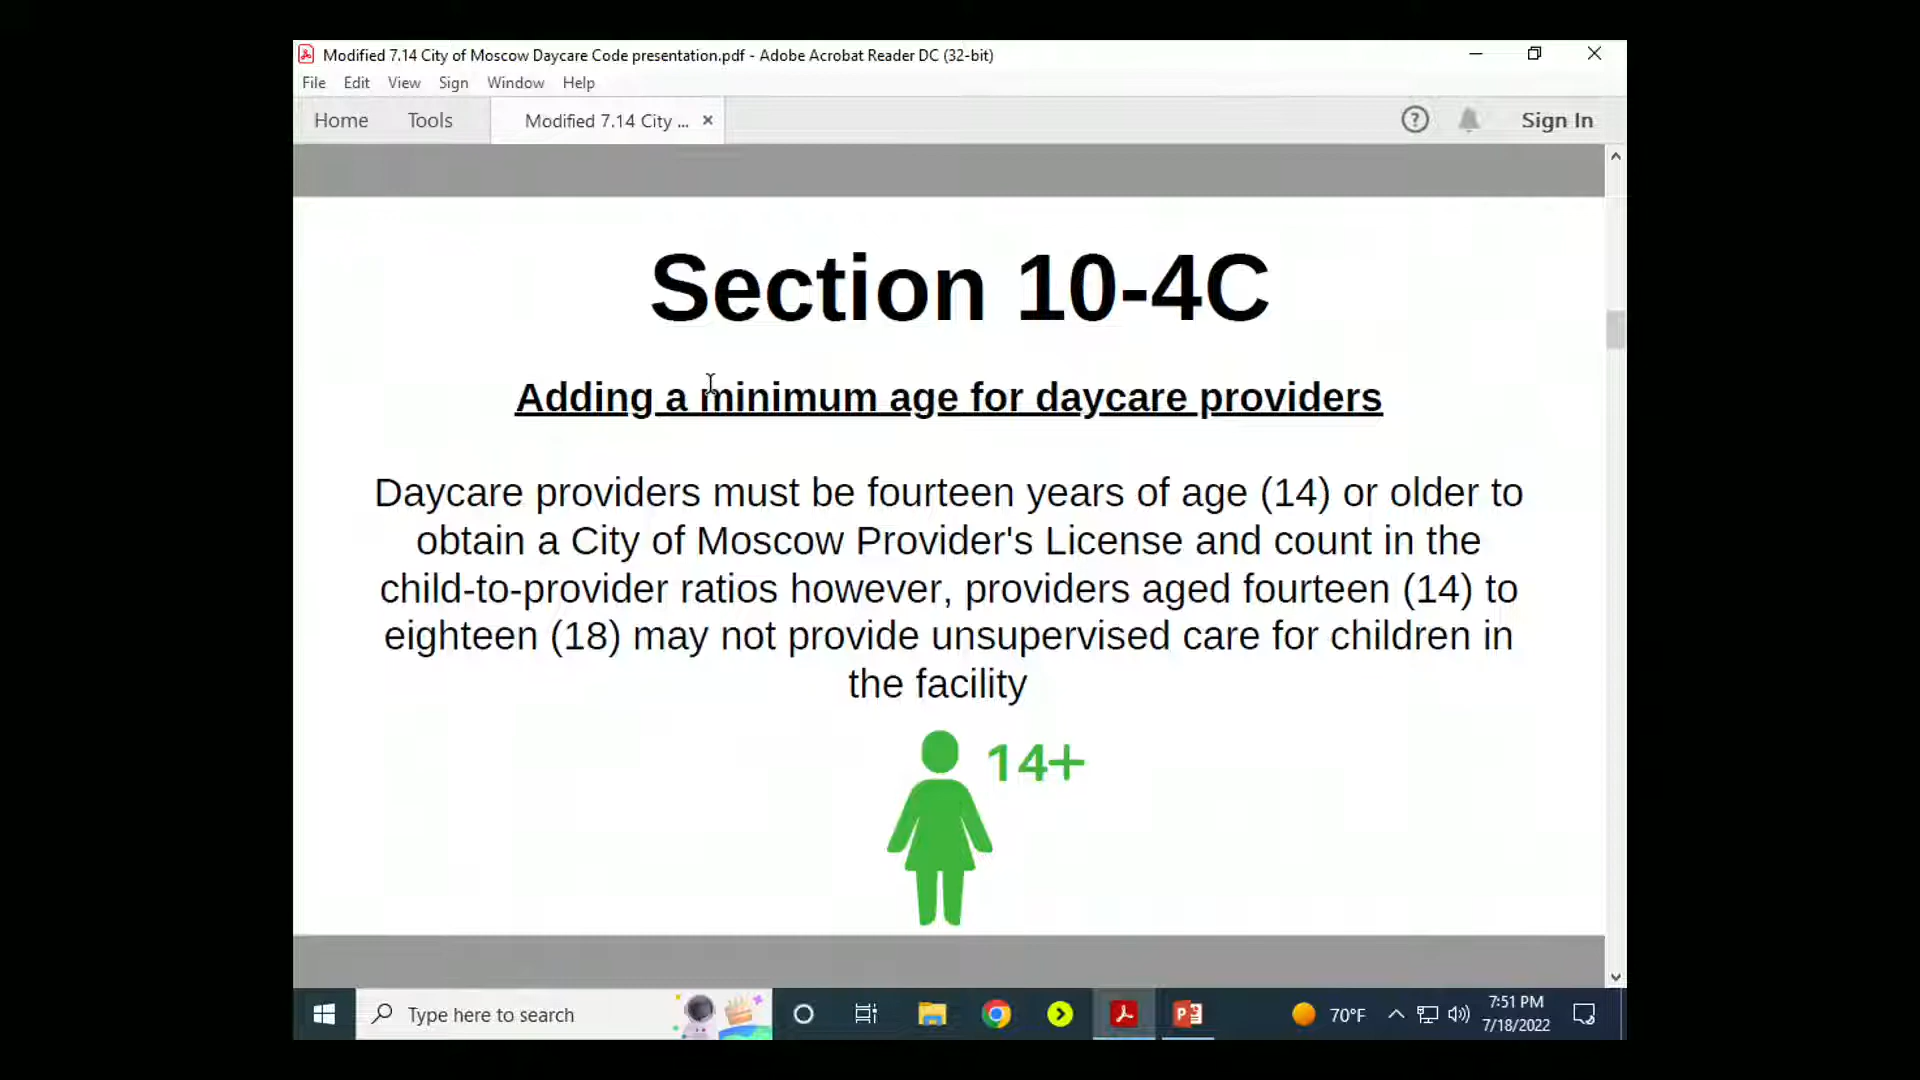 Modified 7.14 City of Moscow Daycare Code presentation.pdf - Adobe Acrobat Reader DC (32-bit)
File Edit View Sign Window Help
Home Tools Modified 7.14 City ... × ? Sign In
Section 10-4C
Adding a minimum age for daycare providers
Daycare providers must be fourteen years of age (14) or older to
obtain a City of Moscow Provider's License and count in the
child-to-provider ratios however, providers aged fourteen (14) to
eighteen (18) may not provide unsupervised care for children in
the facility
14+
Type here to search
70°F
7:51 PM
7/18/2022